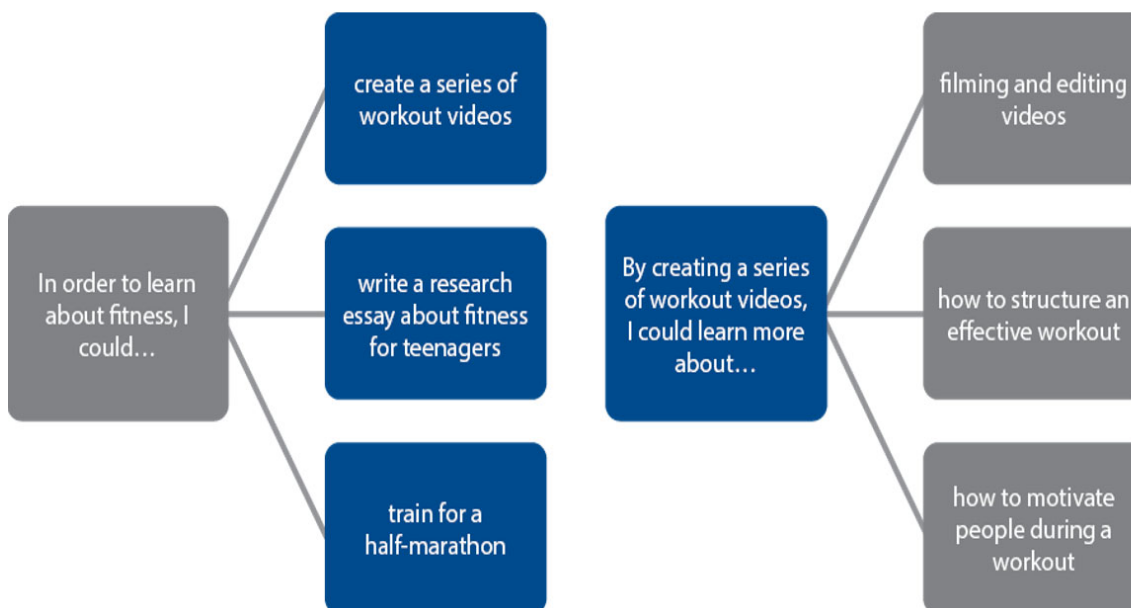 In order to learn
about fitness, I
could…
create a series of
workout videos
write a research
essay about fitness
for teenagers
train for a
half-marathon
By creating a series
of workout videos,
I could learn more
about…
filming and editing
videos
how to structure an
effective workout
how to motivate
people during a
workout